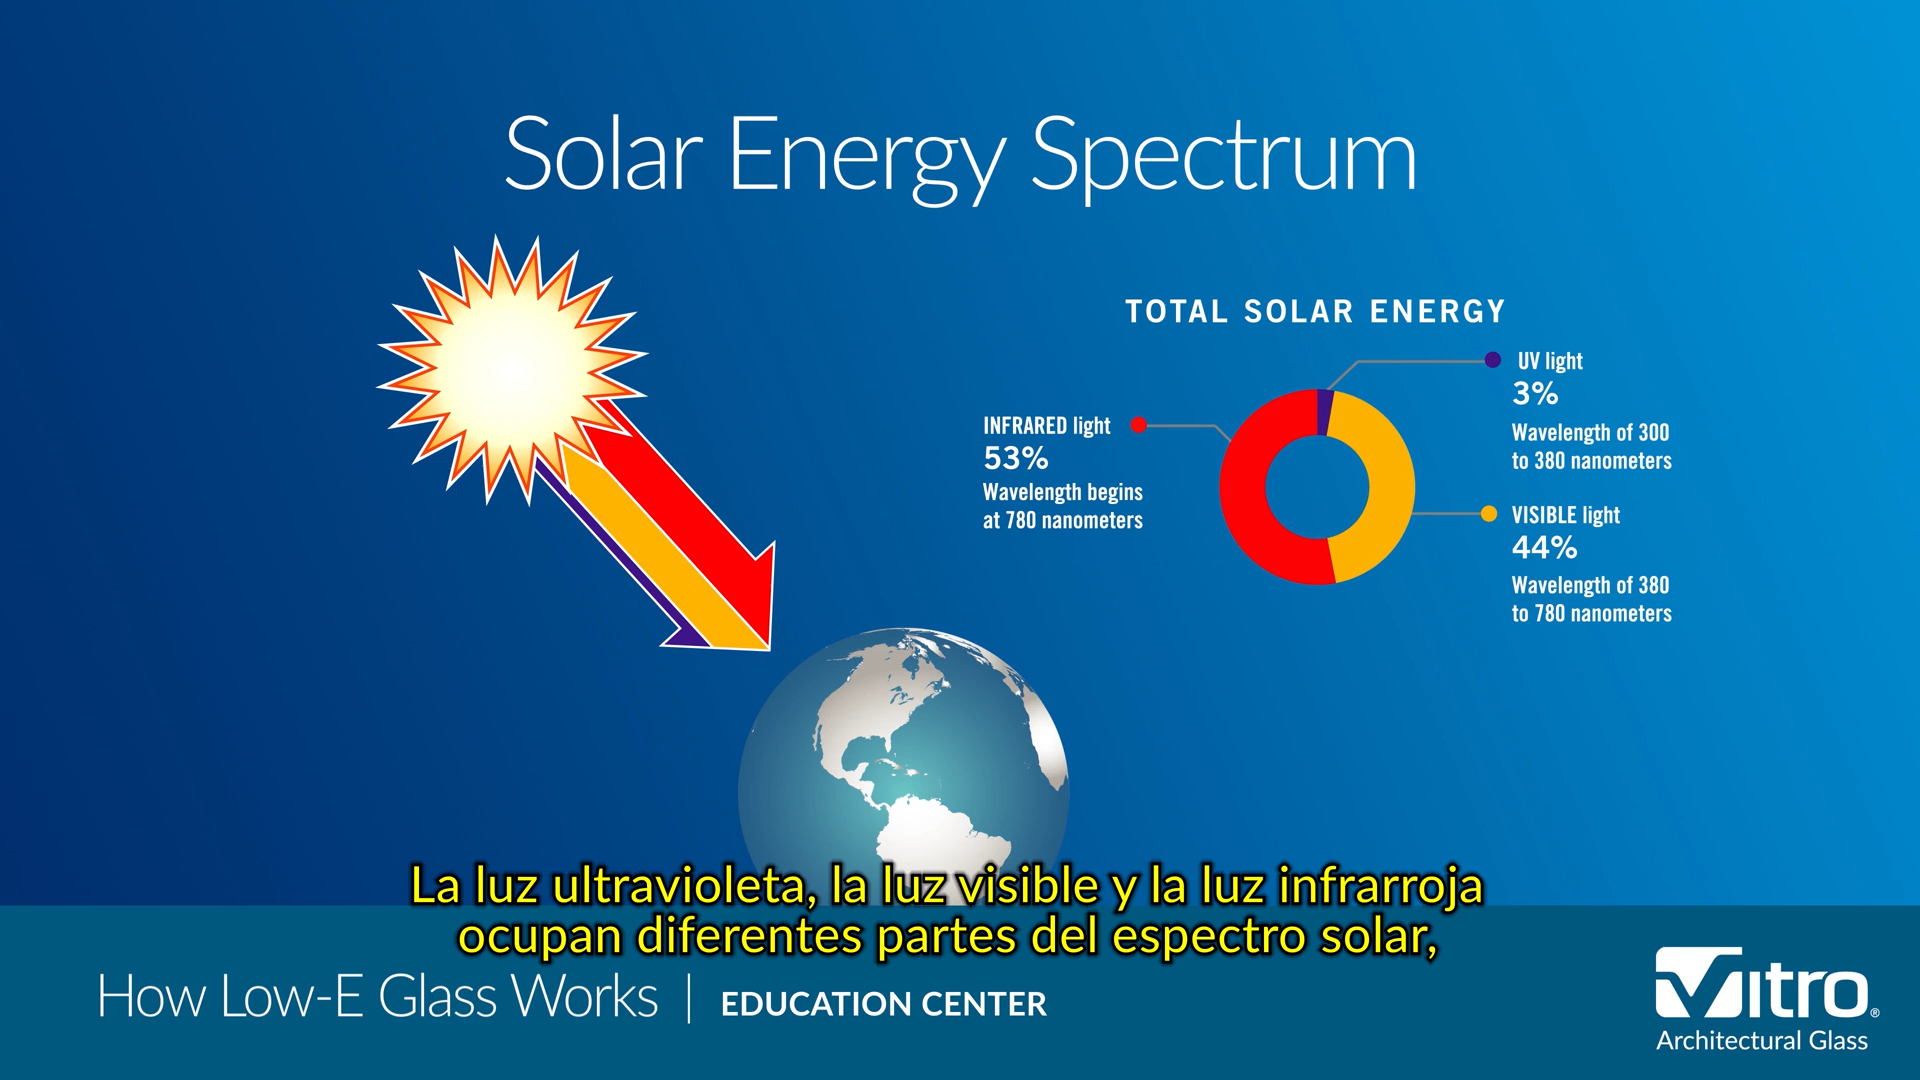 Solar Energy Spectrum
TOTAL SOLAR ENERGY
UV light
3%
Wavelength of 300
to 380 nanometers
INFRARED light
53%
Wavelength begins
at 780 nanometers
VISIBLE light
44%
Wavelength of 380
to 780 nanometers
La luz ultravioleta, la luz visible y la luz infrarroja
ocupan diferentes partes del espectro solar,
How Low-E Glass Works | EDUCATION CENTER
Vitro®
Architectural Glass